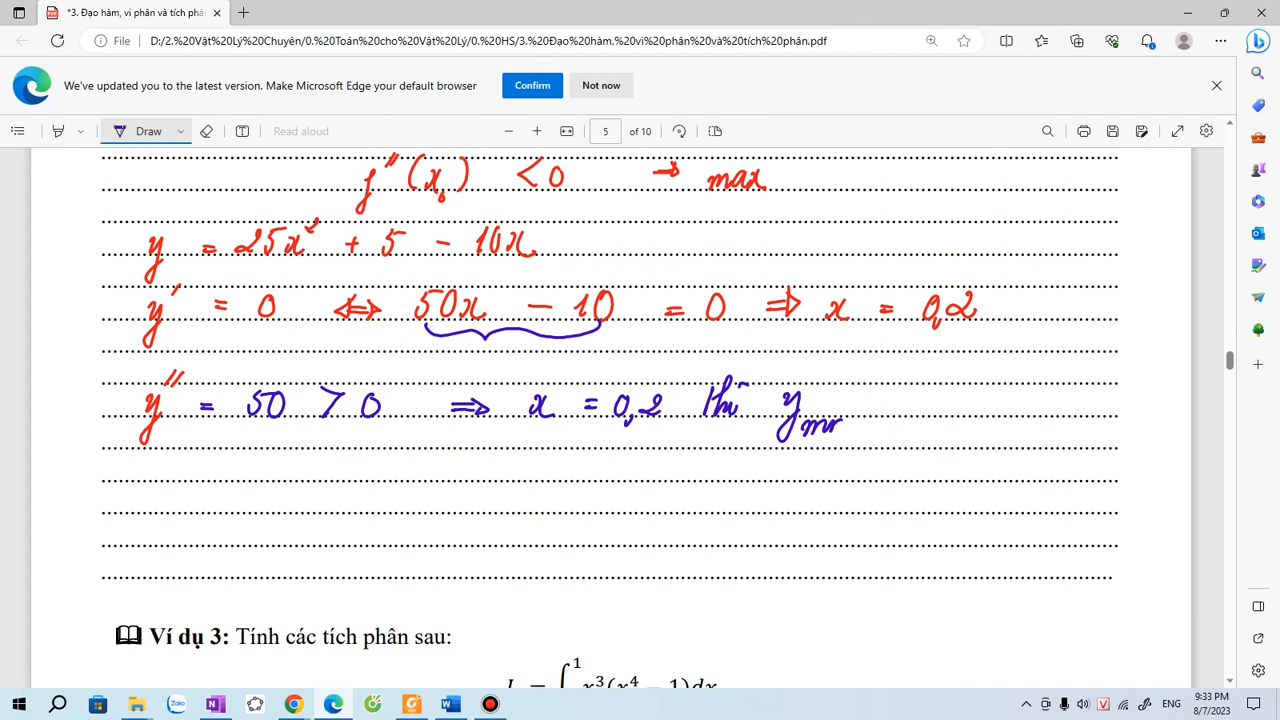 *3. Đạo hàm, vi phân và tích phâ
File D:/2.%20Vật%20Lý%20Chuyên/0.%20Toán%20cho%20Vật%20Lý/0.%20HS/3.%20Đạo%20hàm,%20vi%20phân%20và%20tích%20phân.pdf
We've updated you to the latest version. Make Microsoft Edge your default browser Confirm Not now
Draw Read aloud 5 of 10
f''(x₀) < 0 → max
y = 25x² + 5 - 10x
y' = 0 ⇔ 50x - 10 = 0 ⇒ x = 0,2
y'' = 50 > 0 ⇒ x = 0,2 thì y
Ví dụ 3: Tính các tích phân sau:
Zalo ENG 9:33 PM
8/7/2023